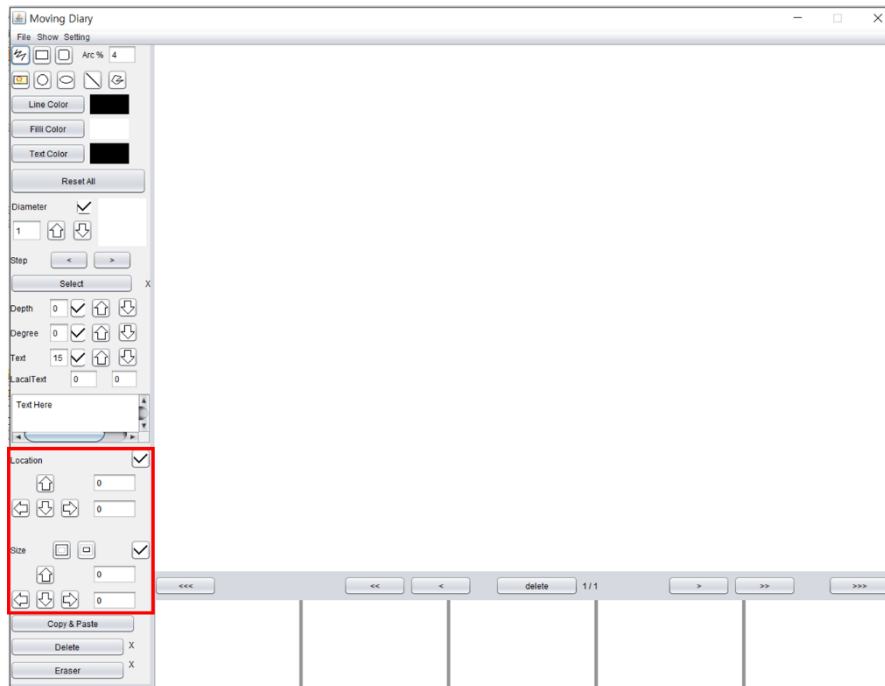 Moving Diary
File Show Setting
Arc % 4
Line Color
Filli Color
Text Color
Reset All
Diameter
1
Step < >
Select X
Depth 0
Degree 0
Text 15
LacalText 0 0
Text Here
Location
0
0
Size
0
0
<<< << < delete 1 / 1 > >> >>>
Copy & Paste
Delete X
Eraser X